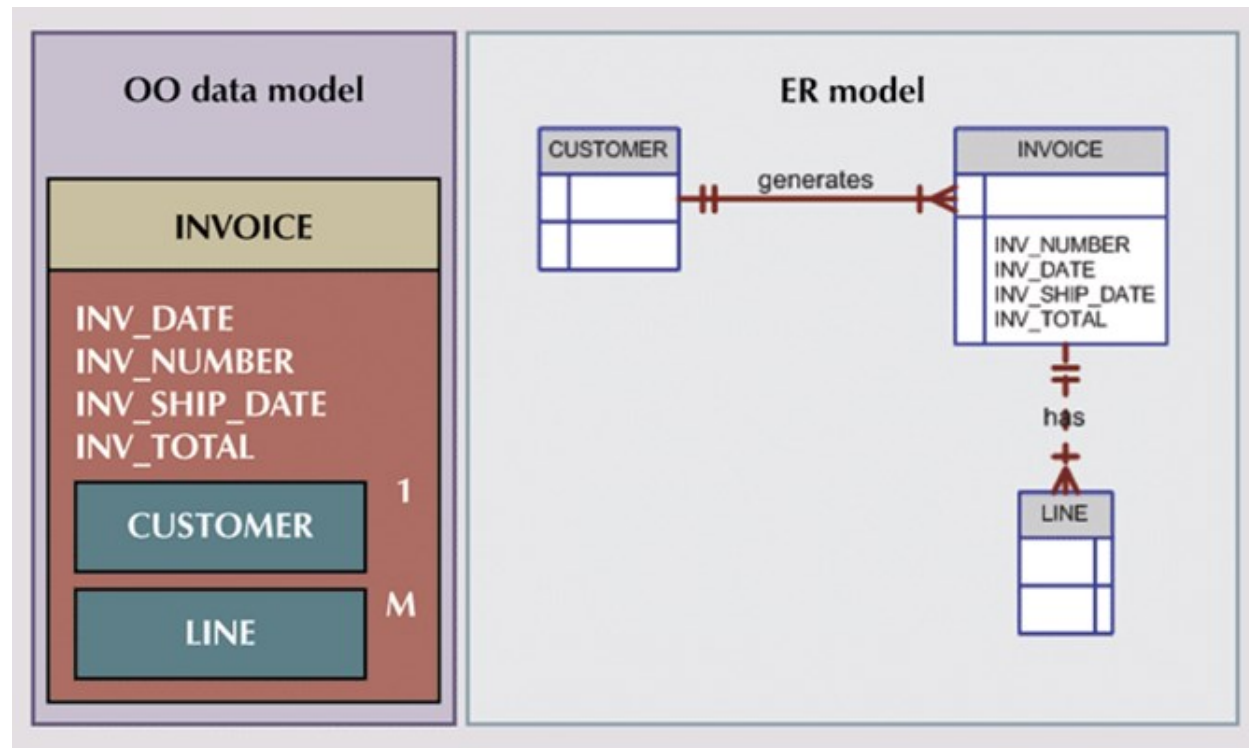 OO data model
INVOICE
INV_DATE
INV_NUMBER
INV_SHIP_DATE
INV_TOTAL
CUSTOMER
1
LINE
M
ER model
CUSTOMER
generates
INVOICE
INV_NUMBER
INV_DATE
INV_SHIP_DATE
INV_TOTAL
has
LINE